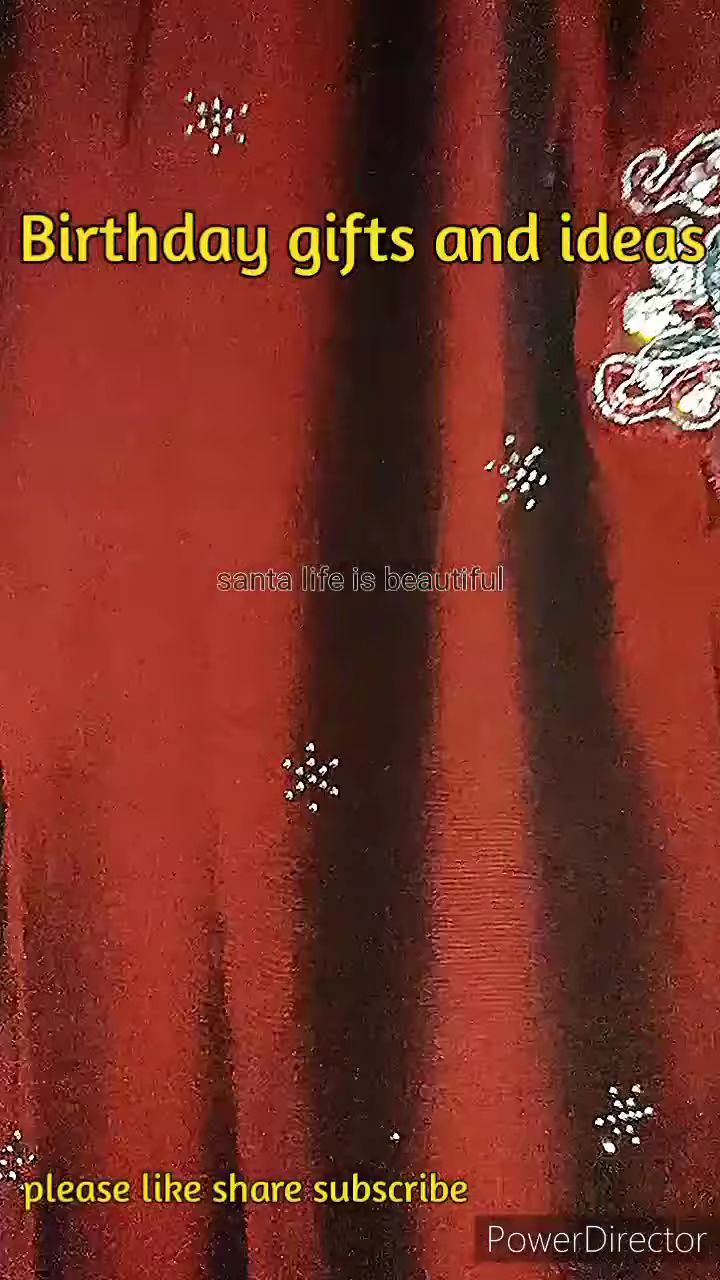 Birthday gifts and ideas
santa life is beautiful
please like share subscribe
PowerDirector